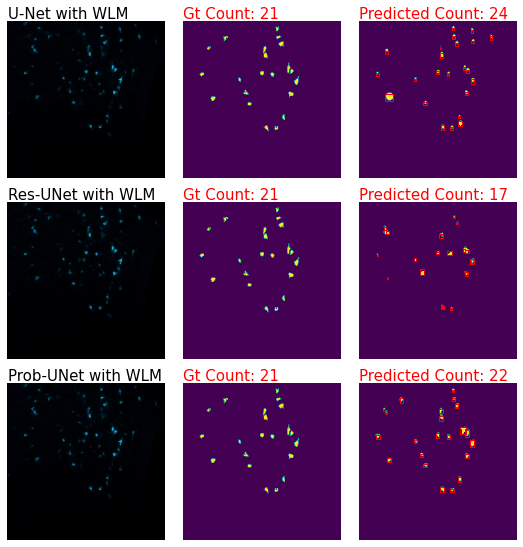 U-Net with WLM Gt Count: 21 Predicted Count: 24
Res-UNet with WLM Gt Count: 21 Predicted Count: 17
Prob-UNet with WLM Gt Count: 21 Predicted Count: 22